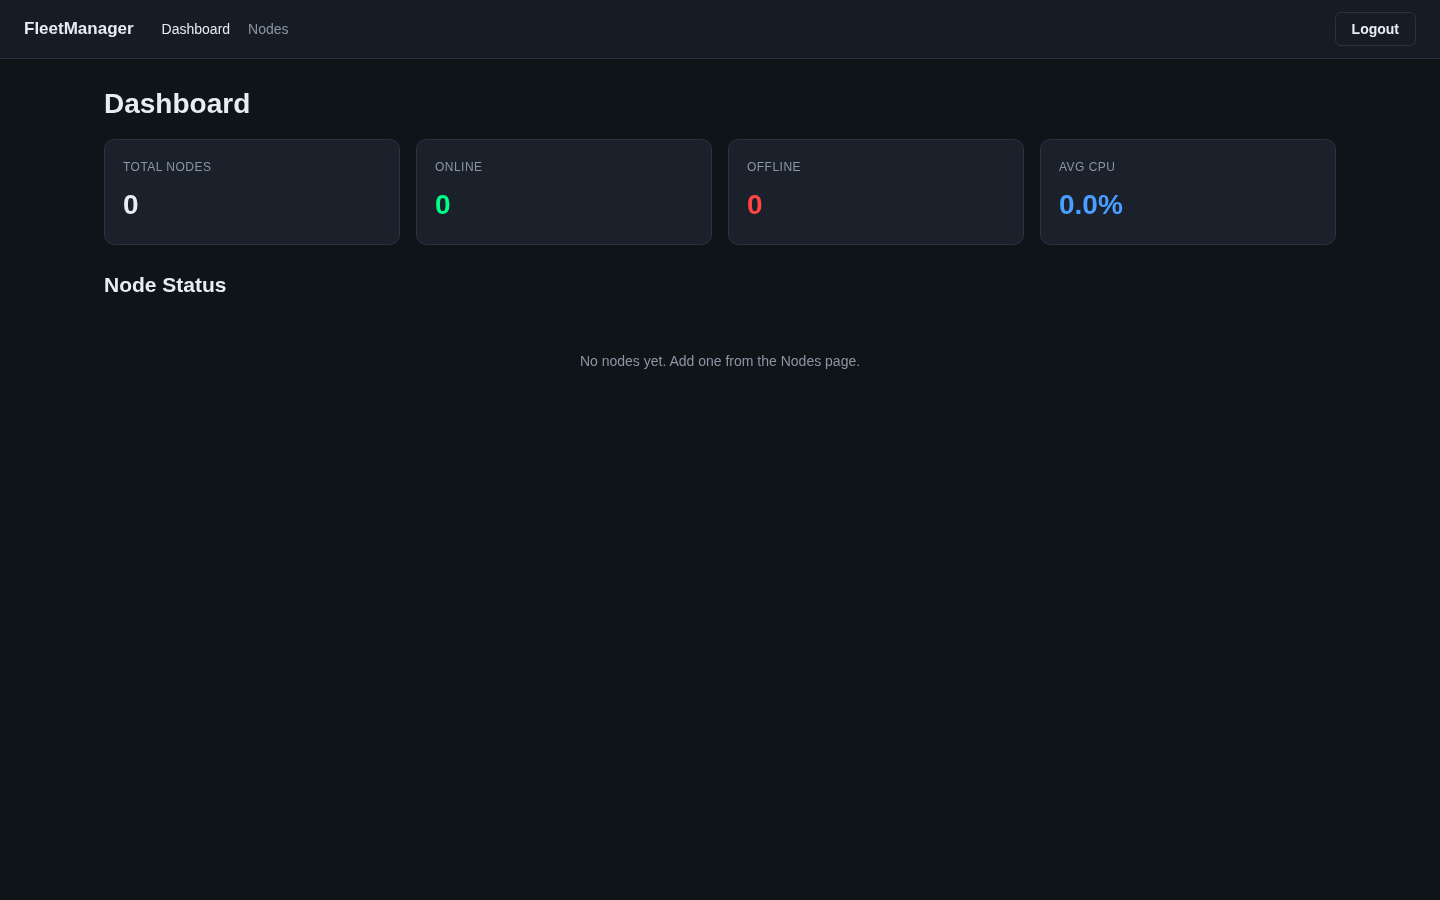 FleetManager Dashboard Nodes Logout
Dashboard
TOTAL NODES ONLINE OFFLINE AVG CPU
0 0 0 0.0%
Node Status
No nodes yet. Add one from the Nodes page.